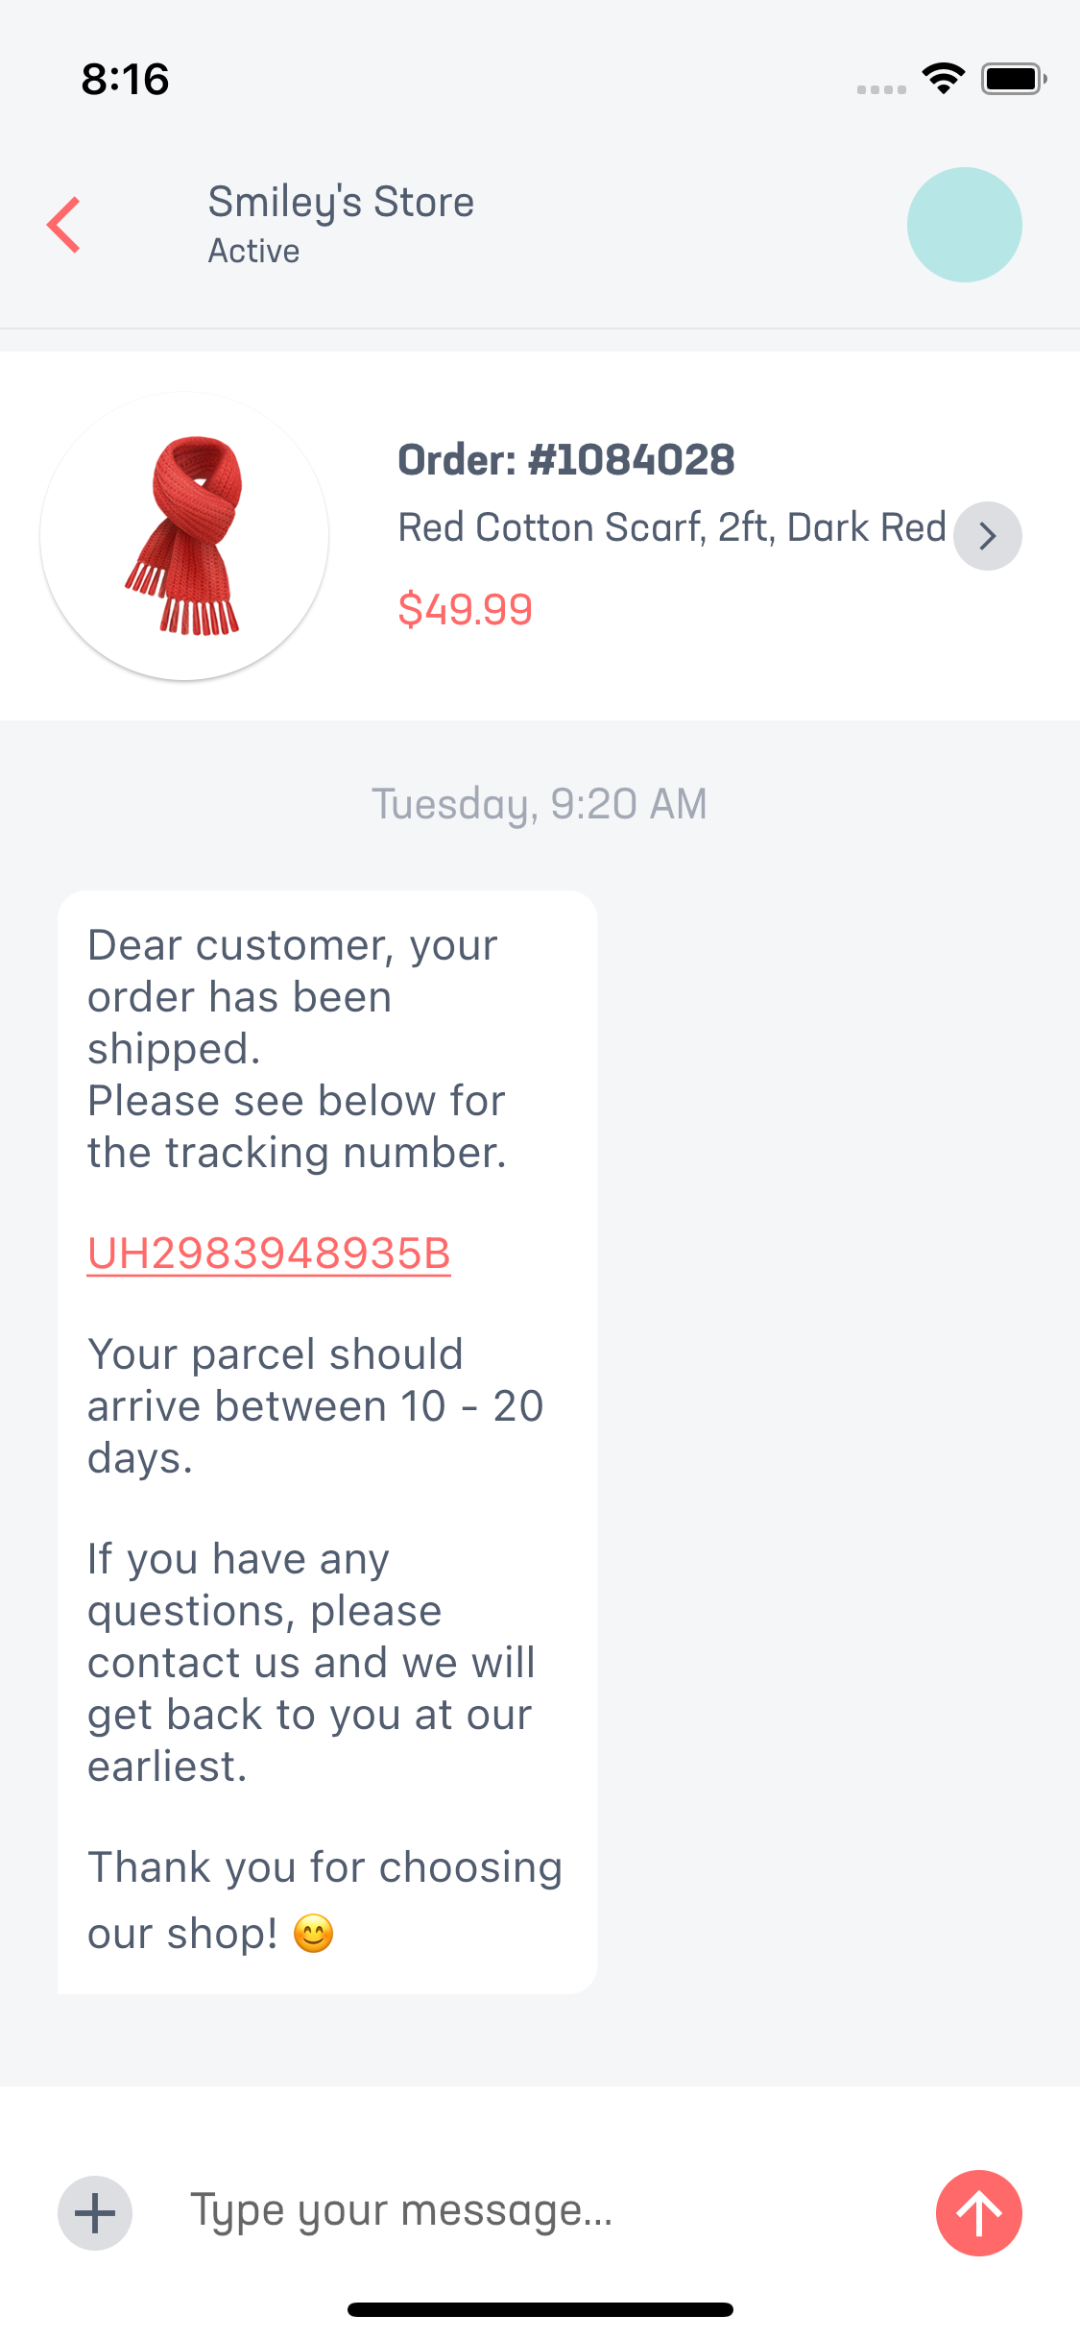 8:16
Smiley's Store
Active
Order: #1084028
Red Cotton Scarf, 2ft, Dark Red
$49.99
Tuesday, 9:20 AM
Dear customer, your
order has been
shipped.
Please see below for
the tracking number.
UH2983948935B
Your parcel should
arrive between 10 - 20
days.
If you have any
questions, please
contact us and we will
get back to you at our
earliest.
Thank you for choosing
our shop! 😊
Type your message...